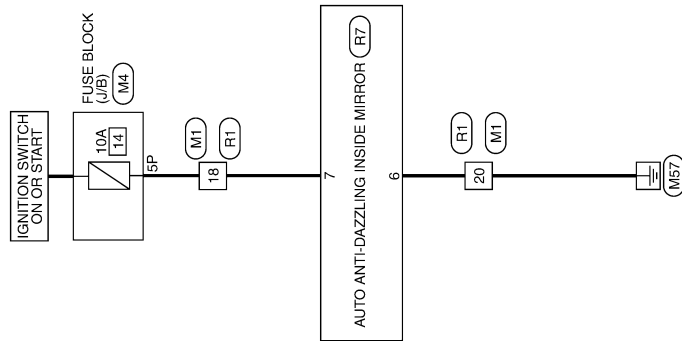 IGNITION SWITCH
ON OR START
FUSE BLOCK
(J/B)
M4
10A
14
5P
M1
18
R1
7
AUTO ANTI-DAZZLING INSIDE MIRROR
R7
6
R1
20
M1
M57